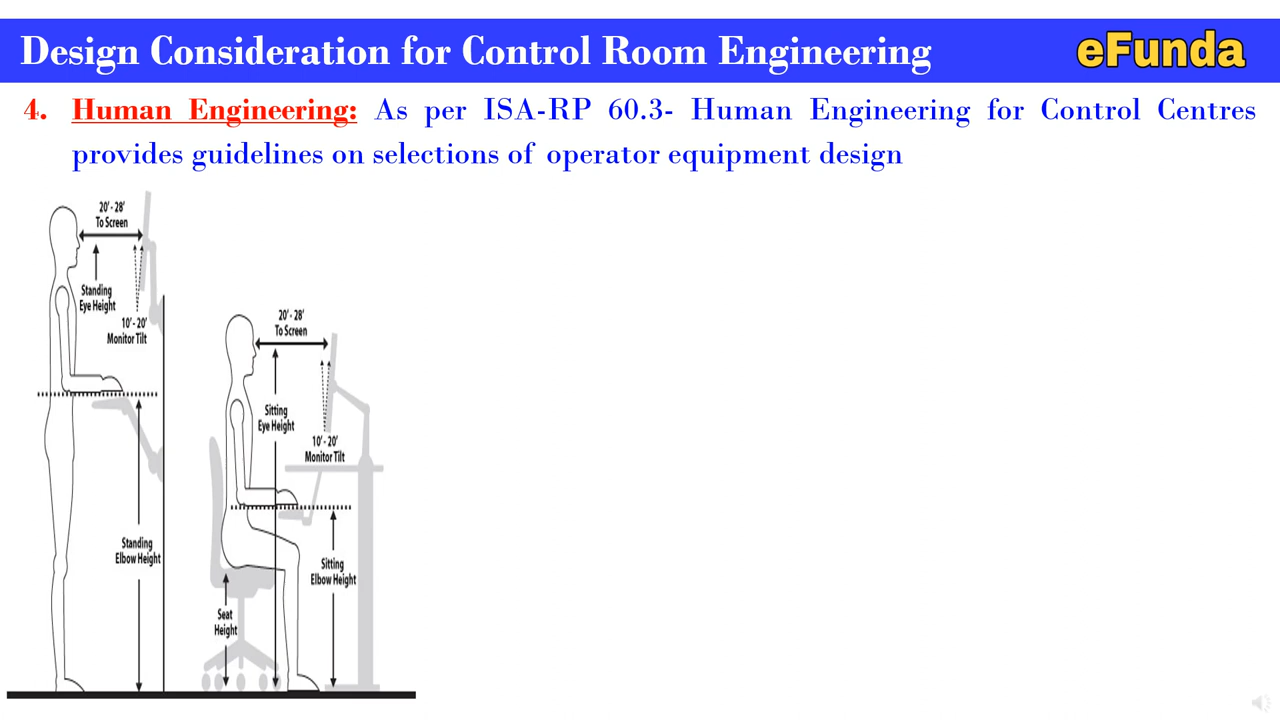 Design Consideration for Control Room Engineering
eFunda
4. Human Engineering: As per ISA-RP 60.3- Human Engineering for Control Centres
provides guidelines on selections of operator equipment design
20' - 28'
To Screen
Standing
Eye Height
10' - 20'
Monitor Tilt
Standing
Elbow Height
20' - 28'
To Screen
Sitting
Eye Height
10' - 20'
Monitor Tilt
Sitting
Elbow Height
Seat
Height